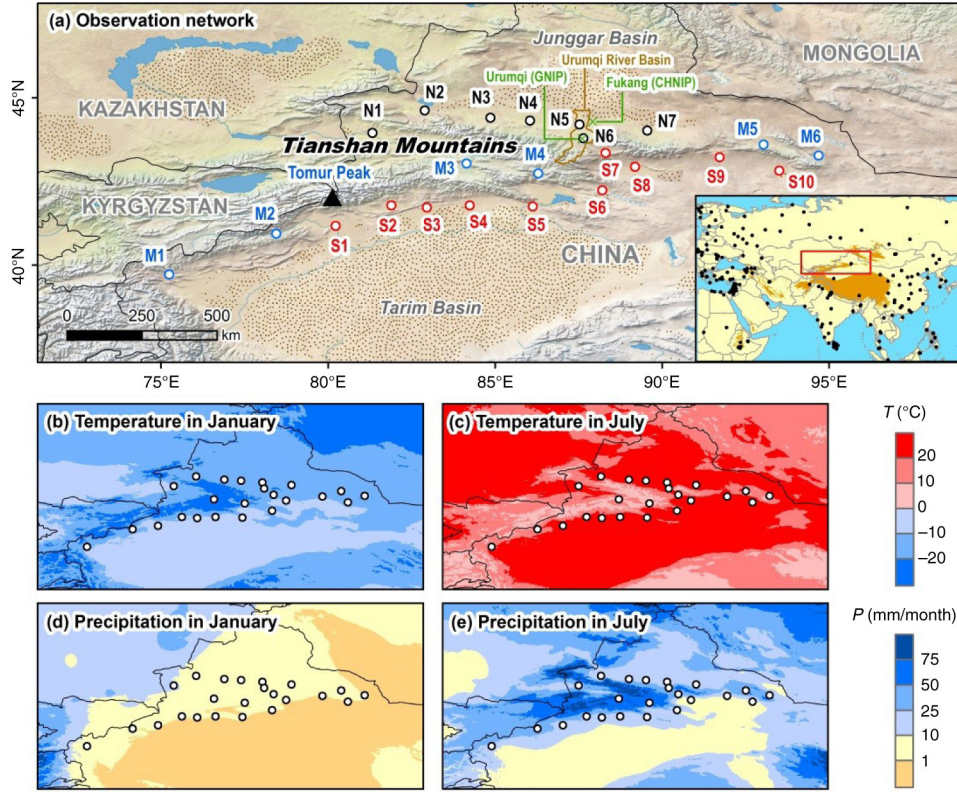 (a) Observation network
Junggar Basin
MONGOLIA
Urumqi River Basin
Urumqi (GNIP)
Fukang (CHNIP)
45°N
KAZAKHSTAN
N1
N2
N3
N4
N5
N6
N7
Tianshan Mountains
M5
M6
M4
M3
S7
S8
S9
S10
Tomur Peak
KYRGYZSTAN
M2
M1
S1
S2
S3
S4
S5
S6
CHINA
40°N
Tarim Basin
0 250 500
km
75°E 80°E 85°E 90°E 95°E
(b) Temperature in January
(c) Temperature in July
T (°C)
20
10
0
−10
−20
(d) Precipitation in January
(e) Precipitation in July
P (mm/month)
75
50
25
10
1